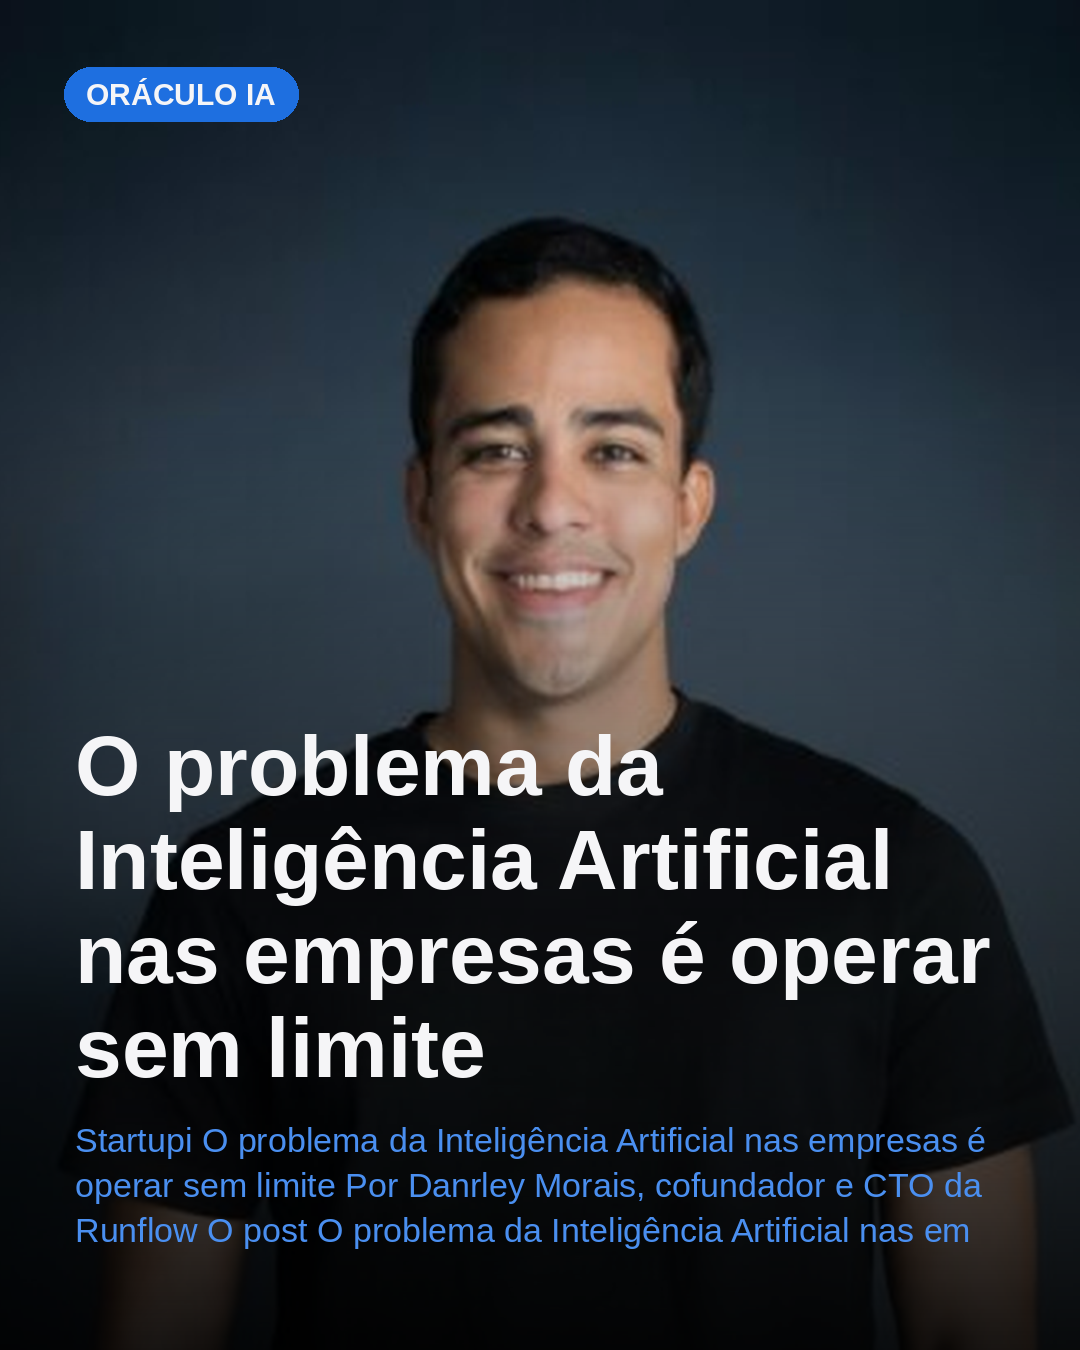 ORÁCULO IA
O problema da
Inteligência Artificial
nas empresas é operar
sem limite
Startupi O problema da Inteligência Artificial nas empresas é
operar sem limite Por Danrley Morais, cofundador e CTO da
Runflow O post O problema da Inteligência Artificial nas em